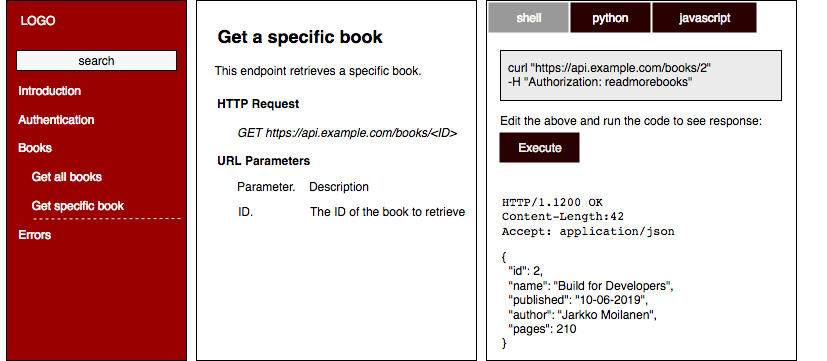 LOGO
search
Introduction
Authentication
Books
Get all books
Get specific book
Errors
Get a specific book
This endpoint retrieves a specific book.
HTTP Request
GET https://api.example.com/books/<ID>
URL Parameters
Parameter. Description
ID. The ID of the book to retrieve
shell python javascript
curl "https://api.example.com/books/2"
-H "Authorization: readmorebooks"
Edit the above and run the code to see response:
Execute
HTTP/1.1200 OK
Content-Length:42
Accept: application/json
{
"id": 2,
"name": "Build for Developers",
"published": "10-06-2019",
"author": "Jarkko Moilanen",
"pages": 210
}